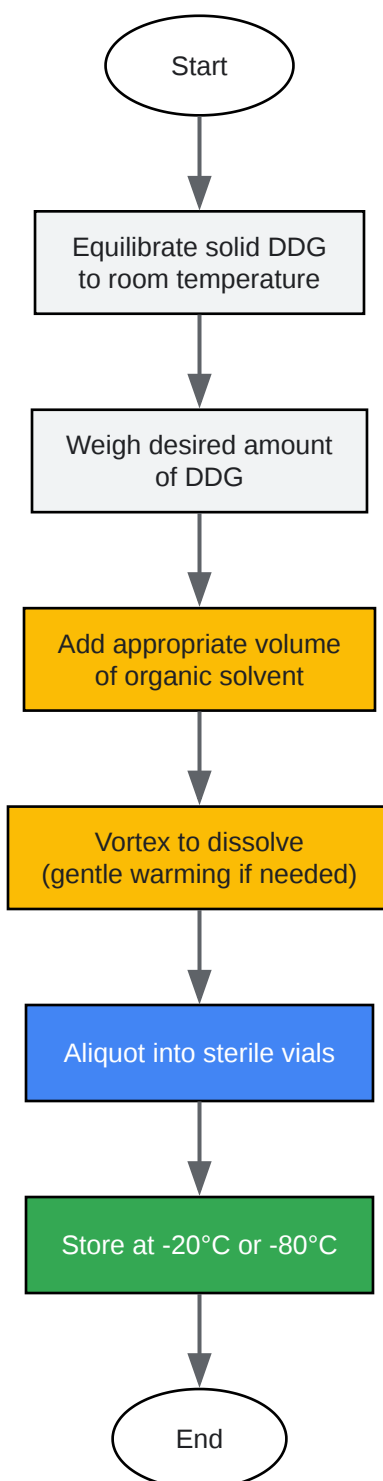 Start
Equilibrate solid DDG
to room temperature
Weigh desired amount
of DDG
Add appropriate volume
of organic solvent
Vortex to dissolve
(gentle warming if needed)
Aliquot into sterile vials
Store at -20°C or -80°C
End